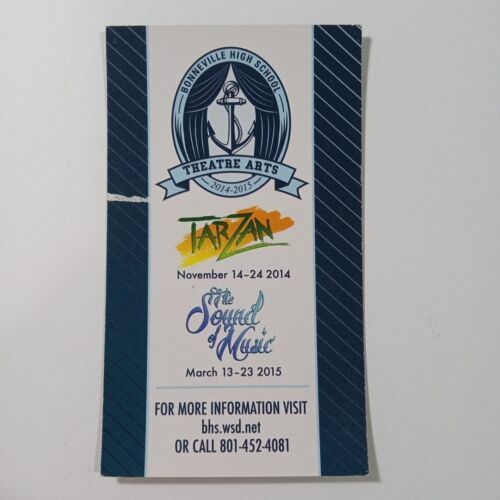 BONNEVILLE HIGH SCHOOL
THEATRE ARTS
2014-2015
TARZAN
November 14-24 2014
The
Sound
of Music
March 13-23 2015
FOR MORE INFORMATION VISIT
bhs.wsd.net
OR CALL 801-452-4081